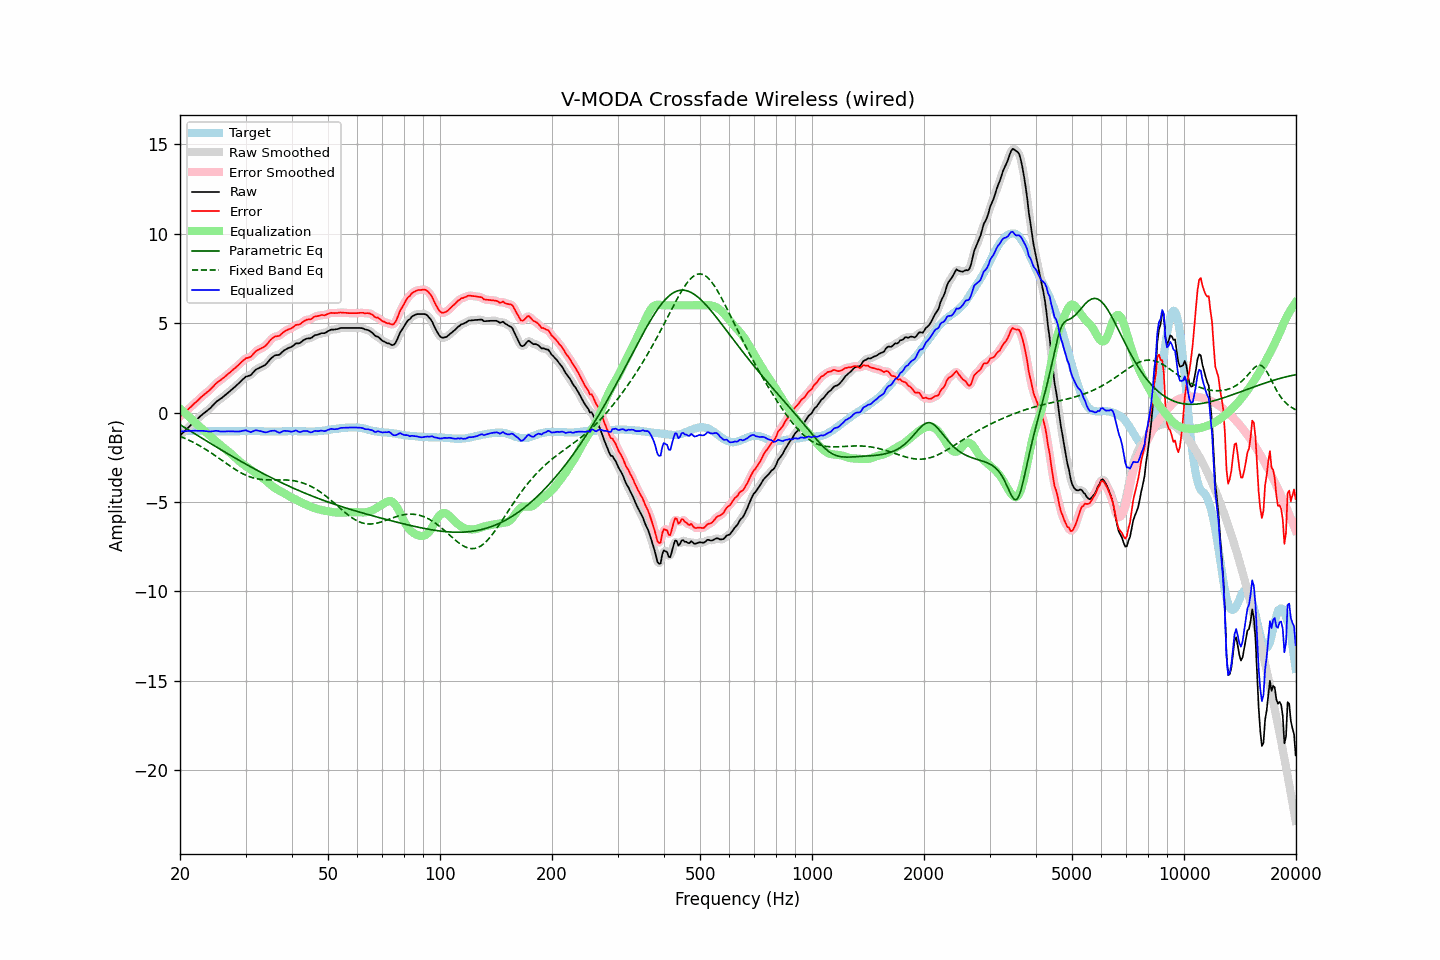 V-MODA Crossfade Wireless (wired)
Target
Raw Smoothed
Error Smoothed
Raw
Error
Equalization
Parametric Eq
Fixed Band Eq
Equalized
15
10
5
0
−5
−10
−15
−20
Amplitude (dBr)
20
50
100
200
500
1000
2000
5000
10000
20000
Frequency (Hz)